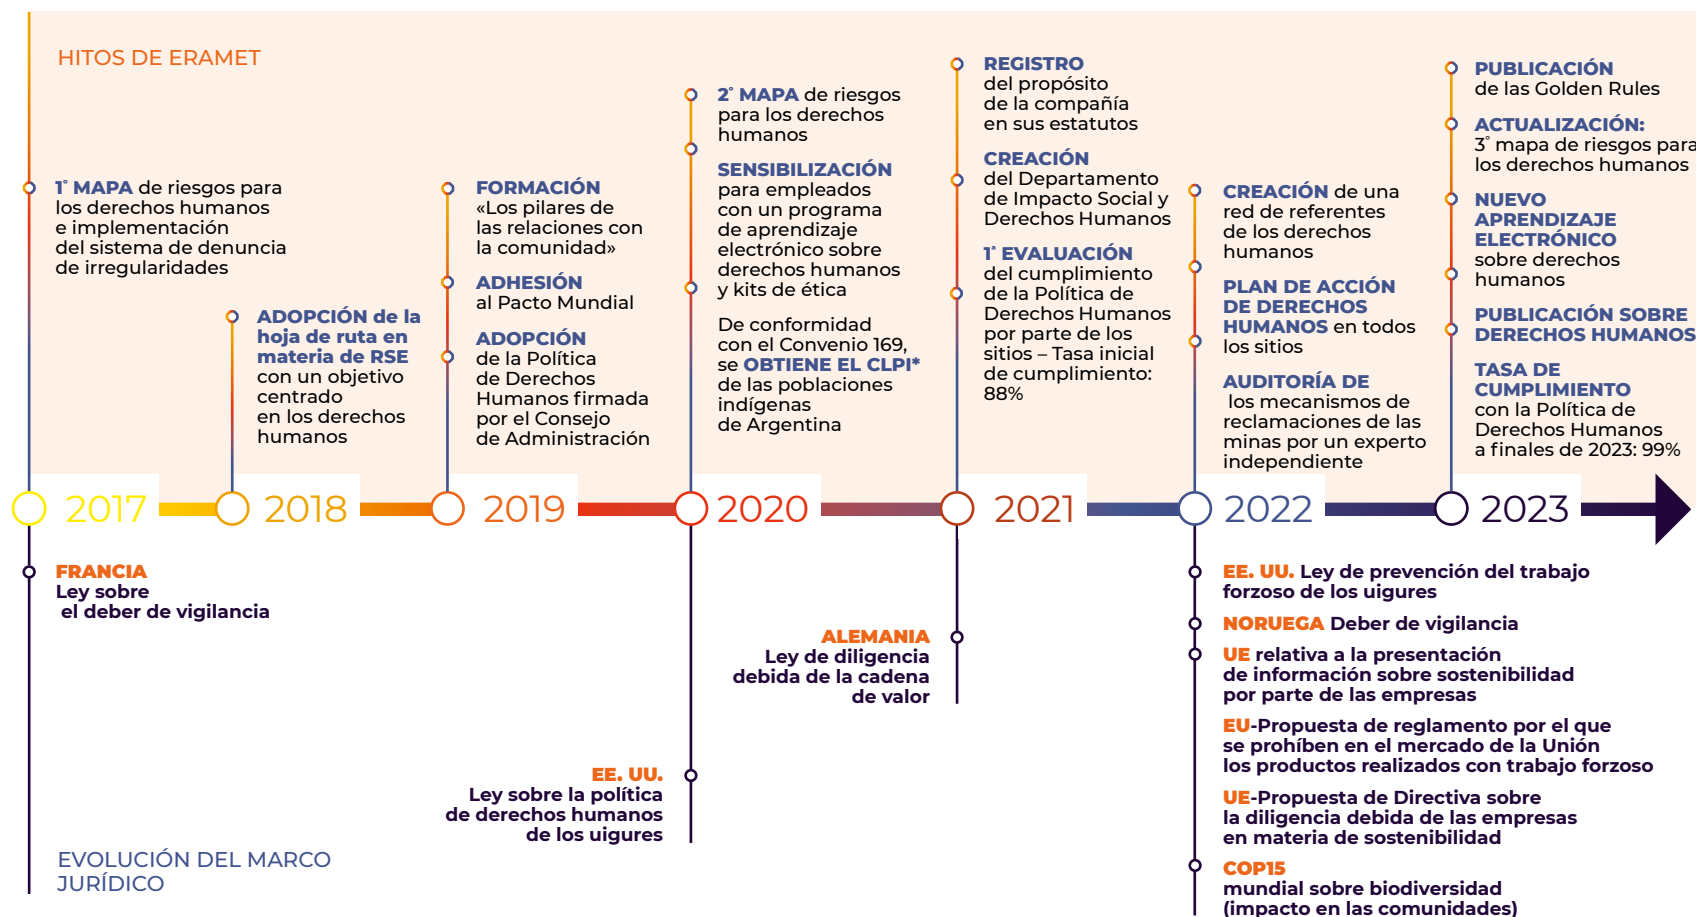 HITOS DE ERAMET
1° MAPA de riesgos para
los derechos humanos
e implementación
del sistema de denuncia
de irregularidades
ADOPCIÓN de la
hoja de ruta en
materia de RSE
con un objetivo
centrado
en los derechos
humanos
FORMACIÓN
«Los pilares de
las relaciones con
la comunidad»
ADHESIÓN
al Pacto Mundial
ADOPCIÓN
de la Política
de Derechos
Humanos firmada
por el Consejo
de Administración
2° MAPA de riesgos
para los derechos
humanos
SENSIBILIZACIÓN
para empleados
con un programa
de aprendizaje
electrónico sobre
derechos humanos
y kits de ética
De conformidad
con el Convenio 169,
se OBTIENE EL CLPI*
de las poblaciones
indígenas
de Argentina
REGISTRO
del propósito
de la compañía
en sus estatutos
CREACIÓN
del Departamento
de Impacto Social y
Derechos Humanos
1° EVALUACIÓN
del cumplimiento
de la Política de
Derechos Humanos
por parte de los
sitios – Tasa inicial
de cumplimiento:
88%
CREACIÓN de una
red de referentes
de los derechos
humanos
PLAN DE ACCIÓN
DE DERECHOS
HUMANOS en todos
los sitios
AUDITORÍA DE
los mecanismos de
reclamaciones de las
minas por un experto
independiente
PUBLICACIÓN
de las Golden Rules
ACTUALIZACIÓN:
3° mapa de riesgos para
los derechos humanos
NUEVO
APRENDIZAJE
ELECTRÓNICO
sobre derechos
humanos
PUBLICACIÓN SOBRE
DERECHOS HUMANOS
TASA DE
CUMPLIMIENTO
con la Política de
Derechos Humanos
a finales de 2023: 99%
2017
2018
2019
2020
2021
2022
2023
FRANCIA
Ley sobre
el deber de vigilancia
EE. UU.
Ley sobre la política
de derechos humanos
de los uigures
ALEMANIA
Ley de diligencia
debida de la cadena
de valor
EE. UU. Ley de prevención del trabajo
forzoso de los uigures
NORUEGA Deber de vigilancia
UE relativa a la presentación
de información sobre sostenibilidad
por parte de las empresas
EU-Propuesta de reglamento por el que
se prohíben en el mercado de la Unión
los productos realizados con trabajo forzoso
UE-Propuesta de Directiva sobre
la diligencia debida de las empresas
en materia de sostenibilidad
COP15
mundial sobre biodiversidad
(impacto en las comunidades)
EVOLUCIÓN DEL MARCO
JURÍDICO